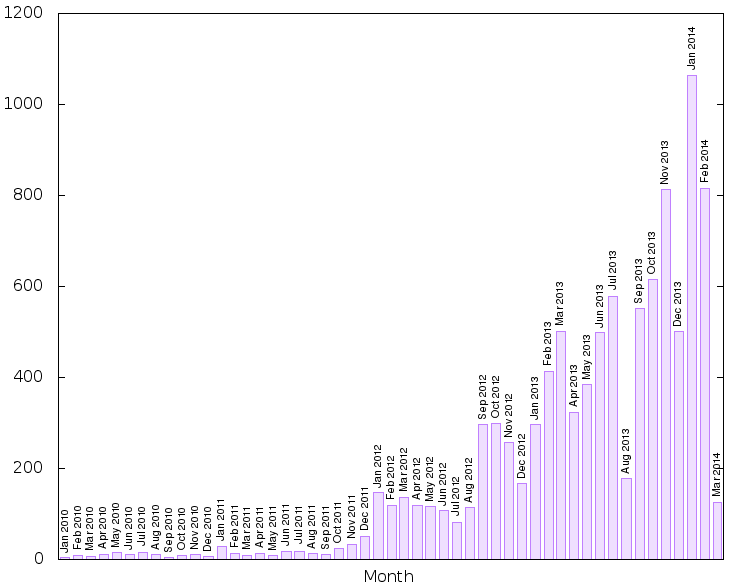 1200
1000
800
600
400
200
0
Jan 2010
Feb 2010
Mar 2010
Apr 2010
May 2010
Jun 2010
Jul 2010
Aug 2010
Sep 2010
Oct 2010
Nov 2010
Dec 2010
Jan 2011
Feb 2011
Mar 2011
Apr 2011
May 2011
Jun 2011
Jul 2011
Aug 2011
Sep 2011
Oct 2011
Nov 2011
Dec 2011
Jan 2012
Feb 2012
Mar 2012
Apr 2012
May 2012
Jun 2012
Jul 2012
Aug 2012
Sep 2012
Oct 2012
Nov 2012
Dec 2012
Jan 2013
Feb 2013
Mar 2013
Apr 2013
May 2013
Jun 2013
Jul 2013
Aug 2013
Sep 2013
Oct 2013
Nov 2013
Dec 2013
Jan 2014
Feb 2014
Mar 2014
Month